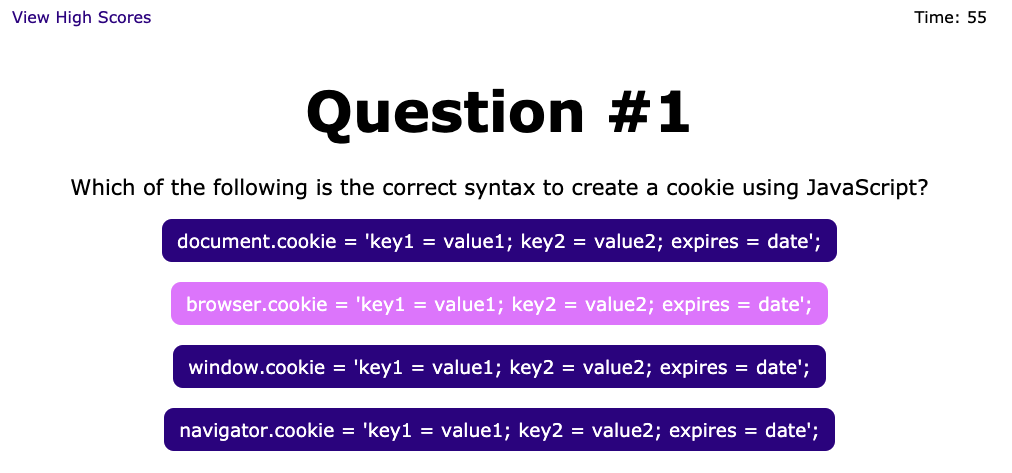 View High Scores
Time: 55
Question #1
Which of the following is the correct syntax to create a cookie using JavaScript?
document.cookie = 'key1 = value1; key2 = value2; expires = date';
browser.cookie = 'key1 = value1; key2 = value2; expires = date';
window.cookie = 'key1 = value1; key2 = value2; expires = date';
navigator.cookie = 'key1 = value1; key2 = value2; expires = date';